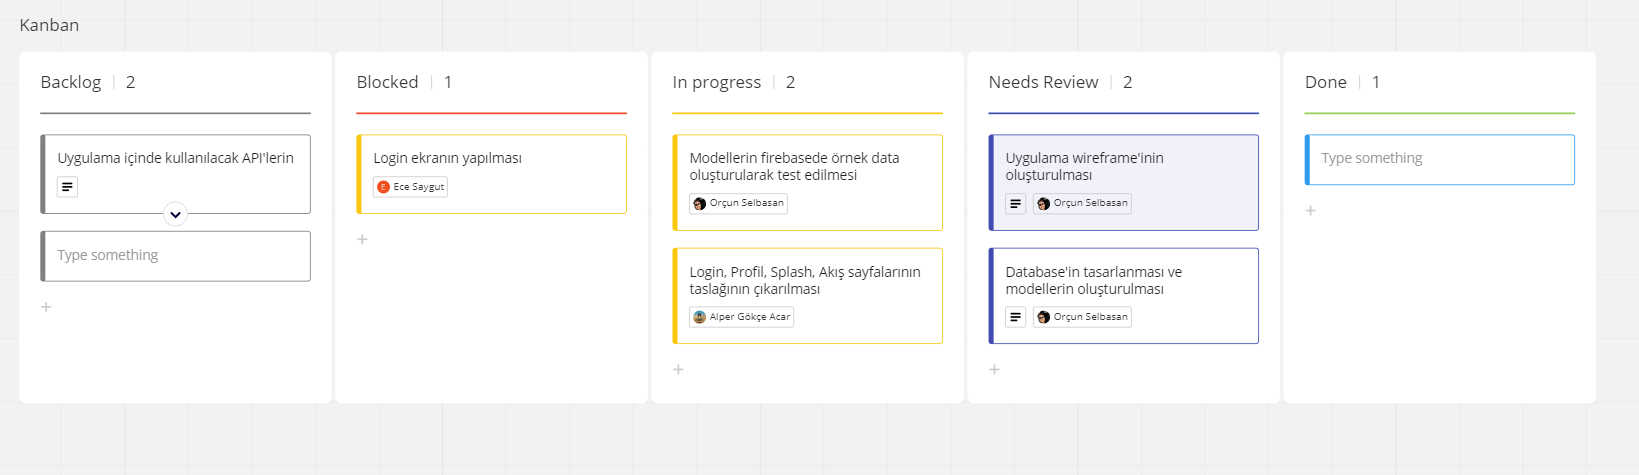 Kanban
Backlog 2
Uygulama içinde kullanılacak API'lerin
Type something
Blocked 1
Login ekranın yapılması
E Ece Saygut
In progress 2
Modellerin firebasede örnek data
oluşturularak test edilmesi
Orçun Selbasan
Login, Profil, Splash, Akış sayfalarının
taslağının çıkarılması
Alper Gökçe Acar
Needs Review 2
Uygulama wireframe'inin
oluşturulması
Orçun Selbasan
Database'in tasarlanması ve
modellerin oluşturulması
Orçun Selbasan
Done 1
Type something